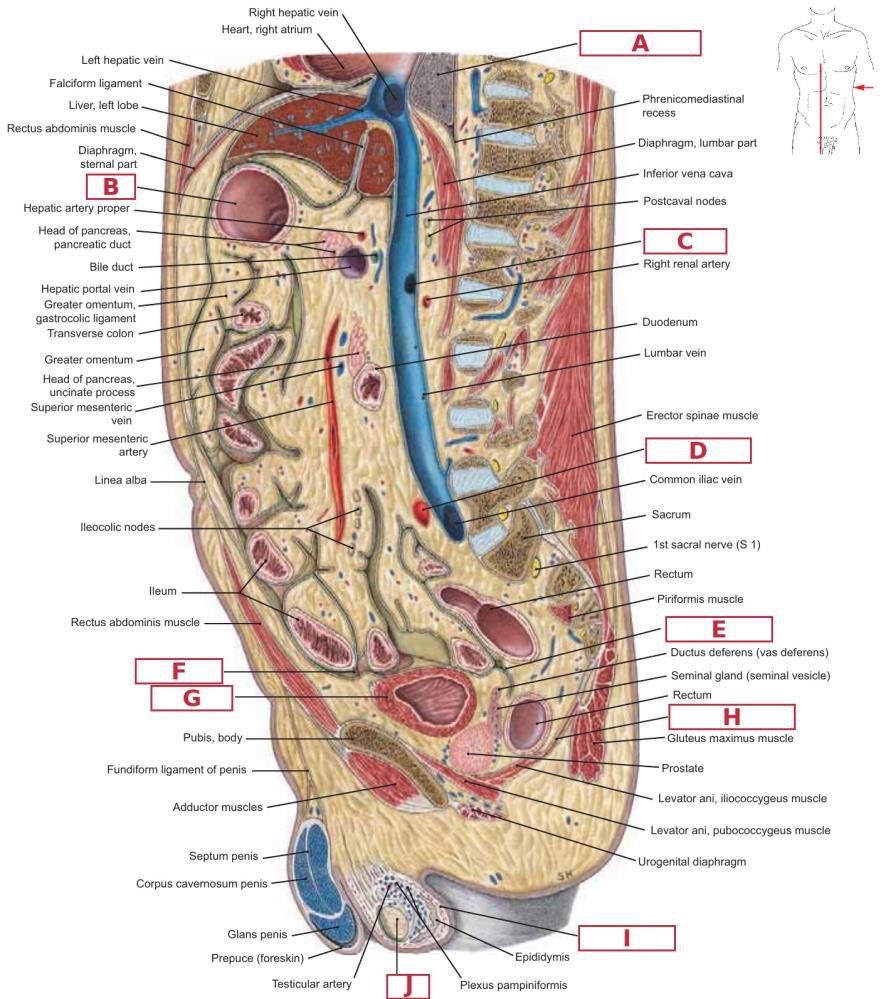 Right hepatic vein
Heart, right atrium
A
Left hepatic vein
Falciform ligament
Liver, left lobe
Rectus abdominis muscle
Diaphragm,
sternal part
B
Hepatic artery proper
Head of pancreas,
pancreatic duct
Bile duct
Hepatic portal vein
Greater omentum,
gastrocolic ligament
Transverse colon
Greater omentum
Head of pancreas,
uncinate process
Superior mesenteric
vein
Superior mesenteric
artery
Linea alba
Ileocolic nodes
Ileum
Rectus abdominis muscle
F
G
Pubis, body
Fundiform ligament of penis
Adductor muscles
Septum penis
Corpus cavernosum penis
Glans penis
Prepuce (foreskin)
Testicular artery
J
Plexus pampiniformis
Epididymis
I
Phrenicomediastinal
recess
Diaphragm, lumbar part
Inferior vena cava
Postcaval nodes
C
Right renal artery
Duodenum
Lumbar vein
Erector spinae muscle
D
Common iliac vein
Sacrum
1st sacral nerve (S 1)
Rectum
Piriformis muscle
E
Ductus deferens (vas deferens)
Seminal gland (seminal vesicle)
Rectum
H
Gluteus maximus muscle
Prostate
Levator ani, iliococcygeus muscle
Levator ani, pubococcygeus muscle
Urogenital diaphragm
SH